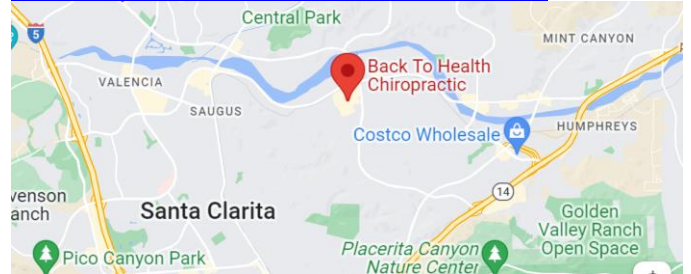 Central Park
5
MINT CANYON
Back To Health
Chiropractic
VALENCIA
SAUGUS
Costco Wholesale
HUMPHREYS
14
venson
anch
Santa Clarita
Golden
Valley Ranch
Open Space
Placerita Canyon
Nature Center
Pico Canyon Park